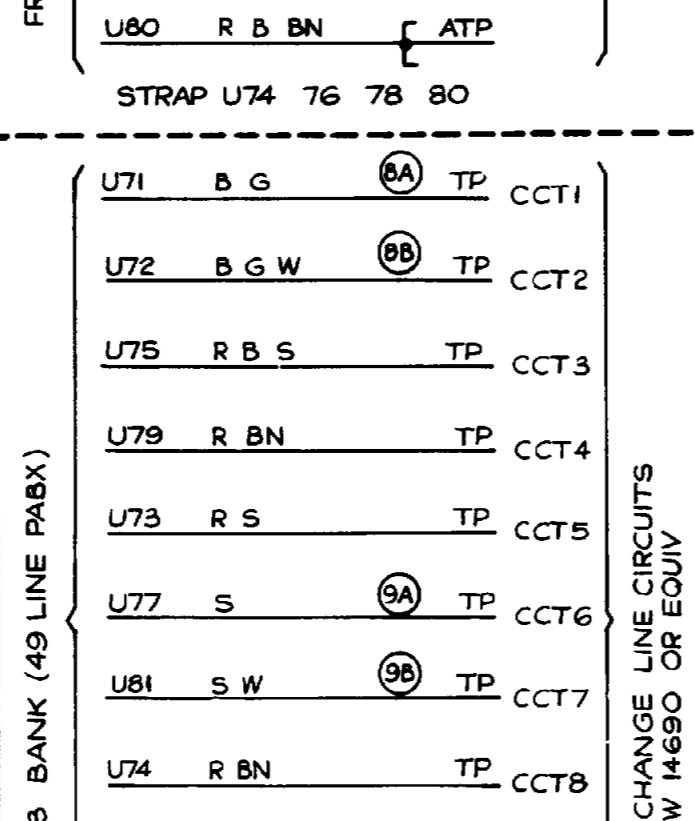 FR
U80 R B BN ATP
STRAP U74 76 78 80
U71 B G 8A TP CCT1
U72 B G W 8B TP CCT2
U75 R B S TP CCT3
U79 R BN TP CCT4
U73 R S TP CCT5
U77 S 9A TP CCT6
U81 S W 9B TP CCT7
U74 R BN TP CCT8
BANK (49 LINE PABX)
CHANGE LINE CIRCUITS
W 14690 OR EQUIV